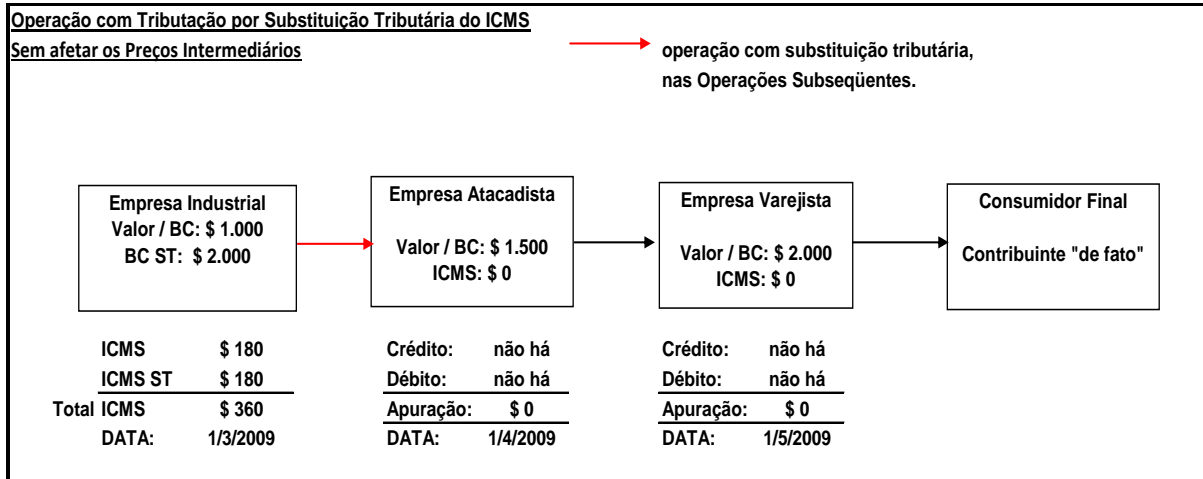 Operação com Tributação por Substituição Tributária do ICMS
Sem afetar os Preços Intermediários
operação com substituição tributária,
nas Operações Subseqüentes.
Empresa Industrial
Valor / BC: $ 1.000
BC ST: $ 2.000
Empresa Atacadista
Valor / BC: $ 1.500
ICMS: $ 0
Empresa Varejista
Valor / BC: $ 2.000
ICMS: $ 0
Consumidor Final
Contribuinte "de fato"
ICMS $ 180
ICMS ST $ 180
Total ICMS $ 360
DATA: 1/3/2009
Crédito: não há
Débito: não há
Apuração: $ 0
DATA: 1/4/2009
Crédito: não há
Débito: não há
Apuração: $ 0
DATA: 1/5/2009